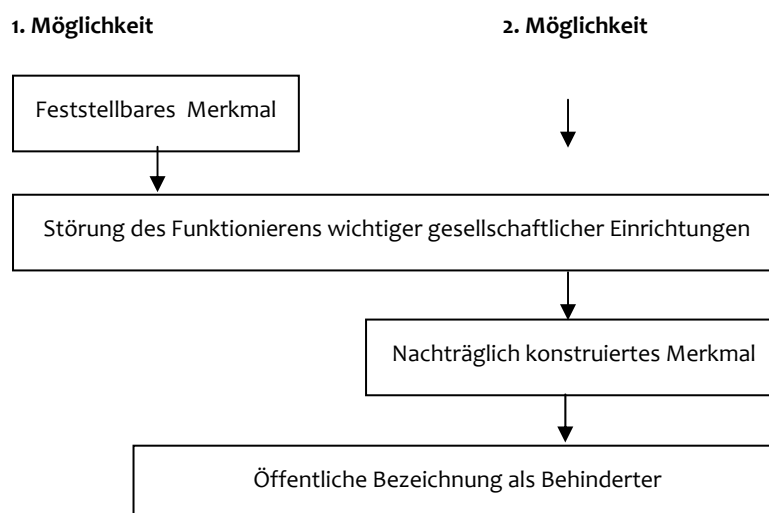 1. Möglichkeit 2. Möglichkeit
Feststellbares Merkmal
Störung des Funktionierens wichtiger gesellschaftlicher Einrichtungen
Nachträglich konstruiertes Merkmal
Öffentliche Bezeichnung als Behinderter